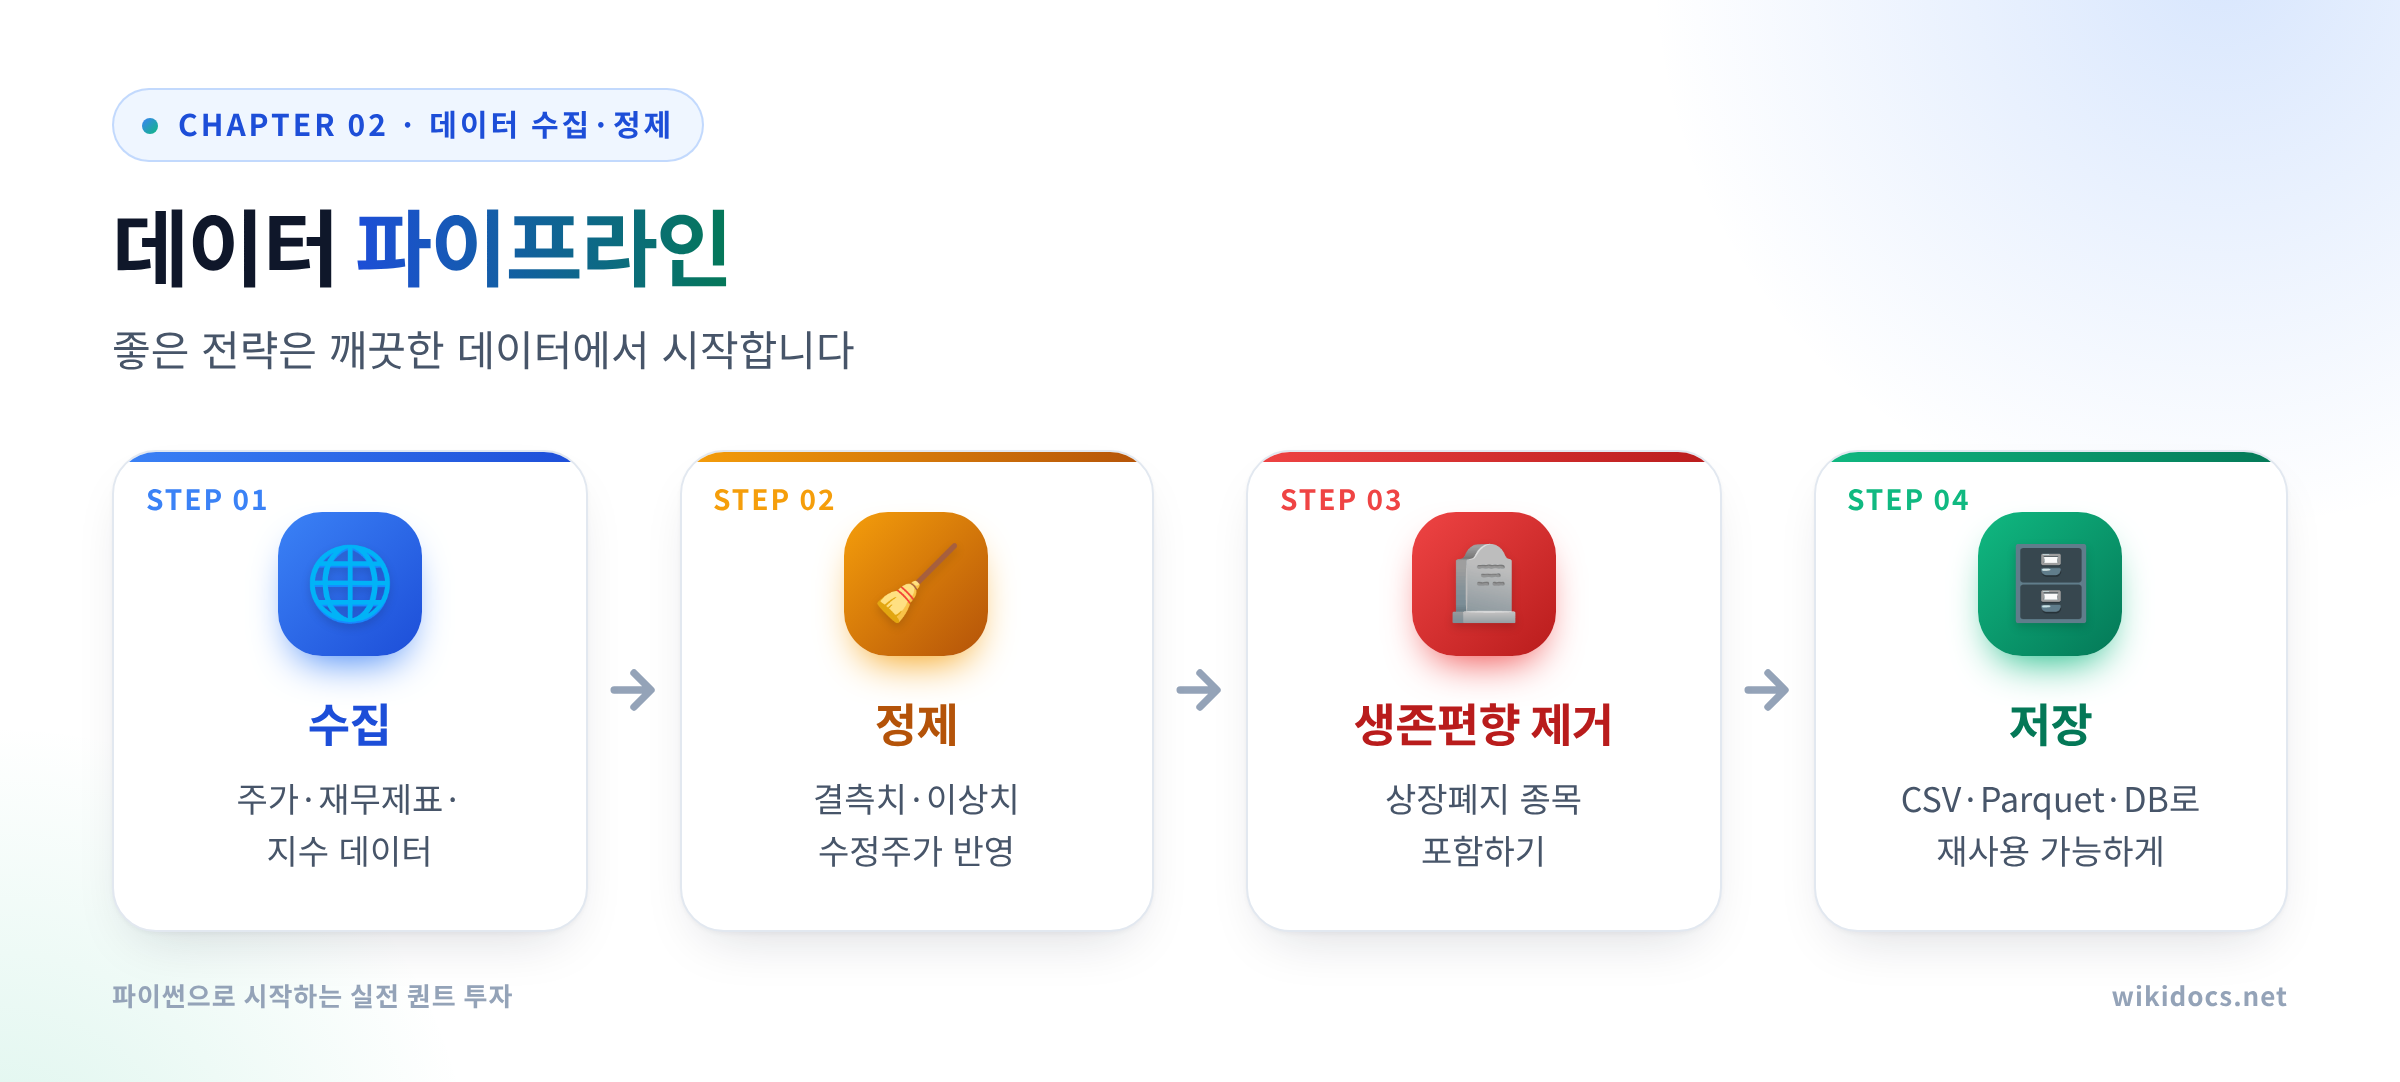 CHAPTER 02 · 데이터 수집·정제
데이터 파이프라인
좋은 전략은 깨끗한 데이터에서 시작합니다
STEP 01
수집
주가·재무제표·
지수 데이터
STEP 02
정제
결측치·이상치
수정주가 반영
STEP 03
생존편향 제거
상장폐지 종목
포함하기
STEP 04
저장
CSV·Parquet·DB로
재사용 가능하게
파이썬으로 시작하는 실전 퀀트 투자
wikidocs.net